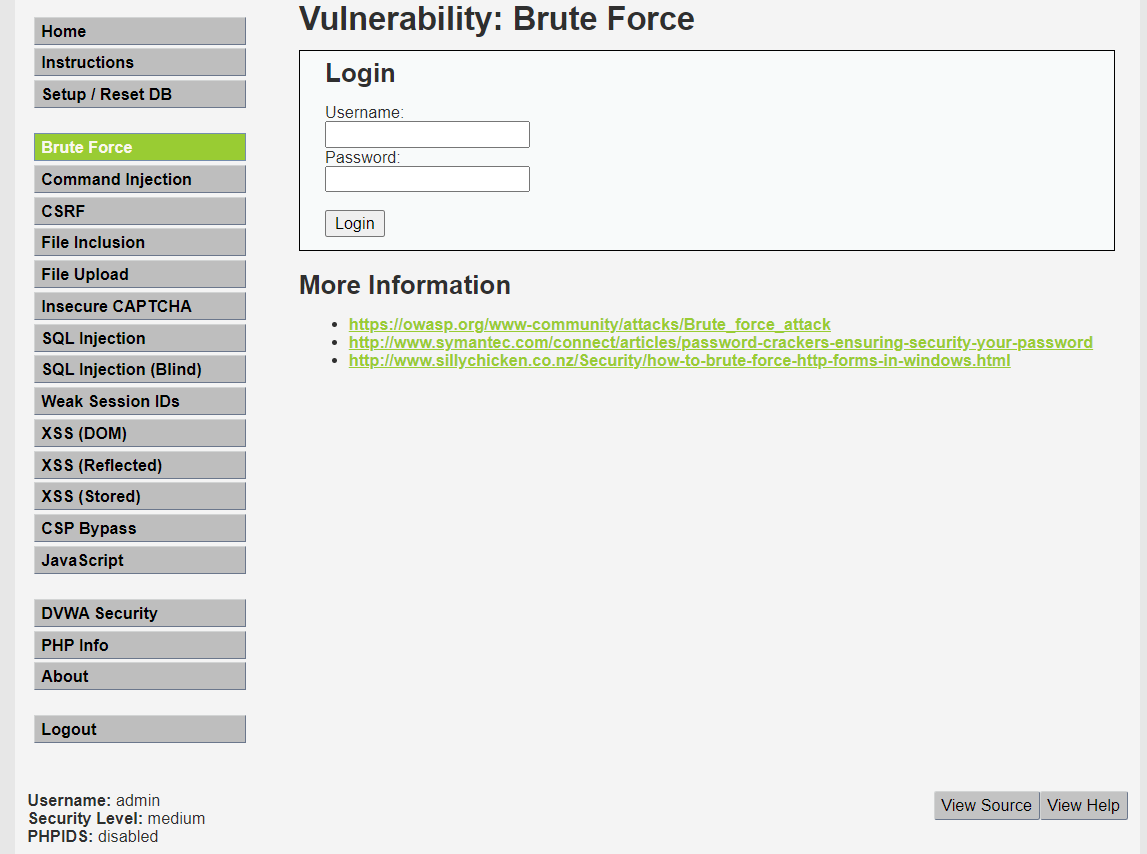 Home
Instructions
Setup / Reset DB
Brute Force
Command Injection
CSRF
File Inclusion
File Upload
Insecure CAPTCHA
SQL Injection
SQL Injection (Blind)
Weak Session IDs
XSS (DOM)
XSS (Reflected)
XSS (Stored)
CSP Bypass
JavaScript
DVWA Security
PHP Info
About
Logout
Vulnerability: Brute Force
Login
Username:
Password:
Login
More Information
https://owasp.org/www-community/attacks/Brute_force_attack
http://www.symantec.com/connect/articles/password-crackers-ensuring-security-your-password
http://www.sillychicken.co.nz/Security/how-to-brute-force-http-forms-in-windows.html
Username: admin
Security Level: medium
PHPIDS: disabled
View Source
View Help